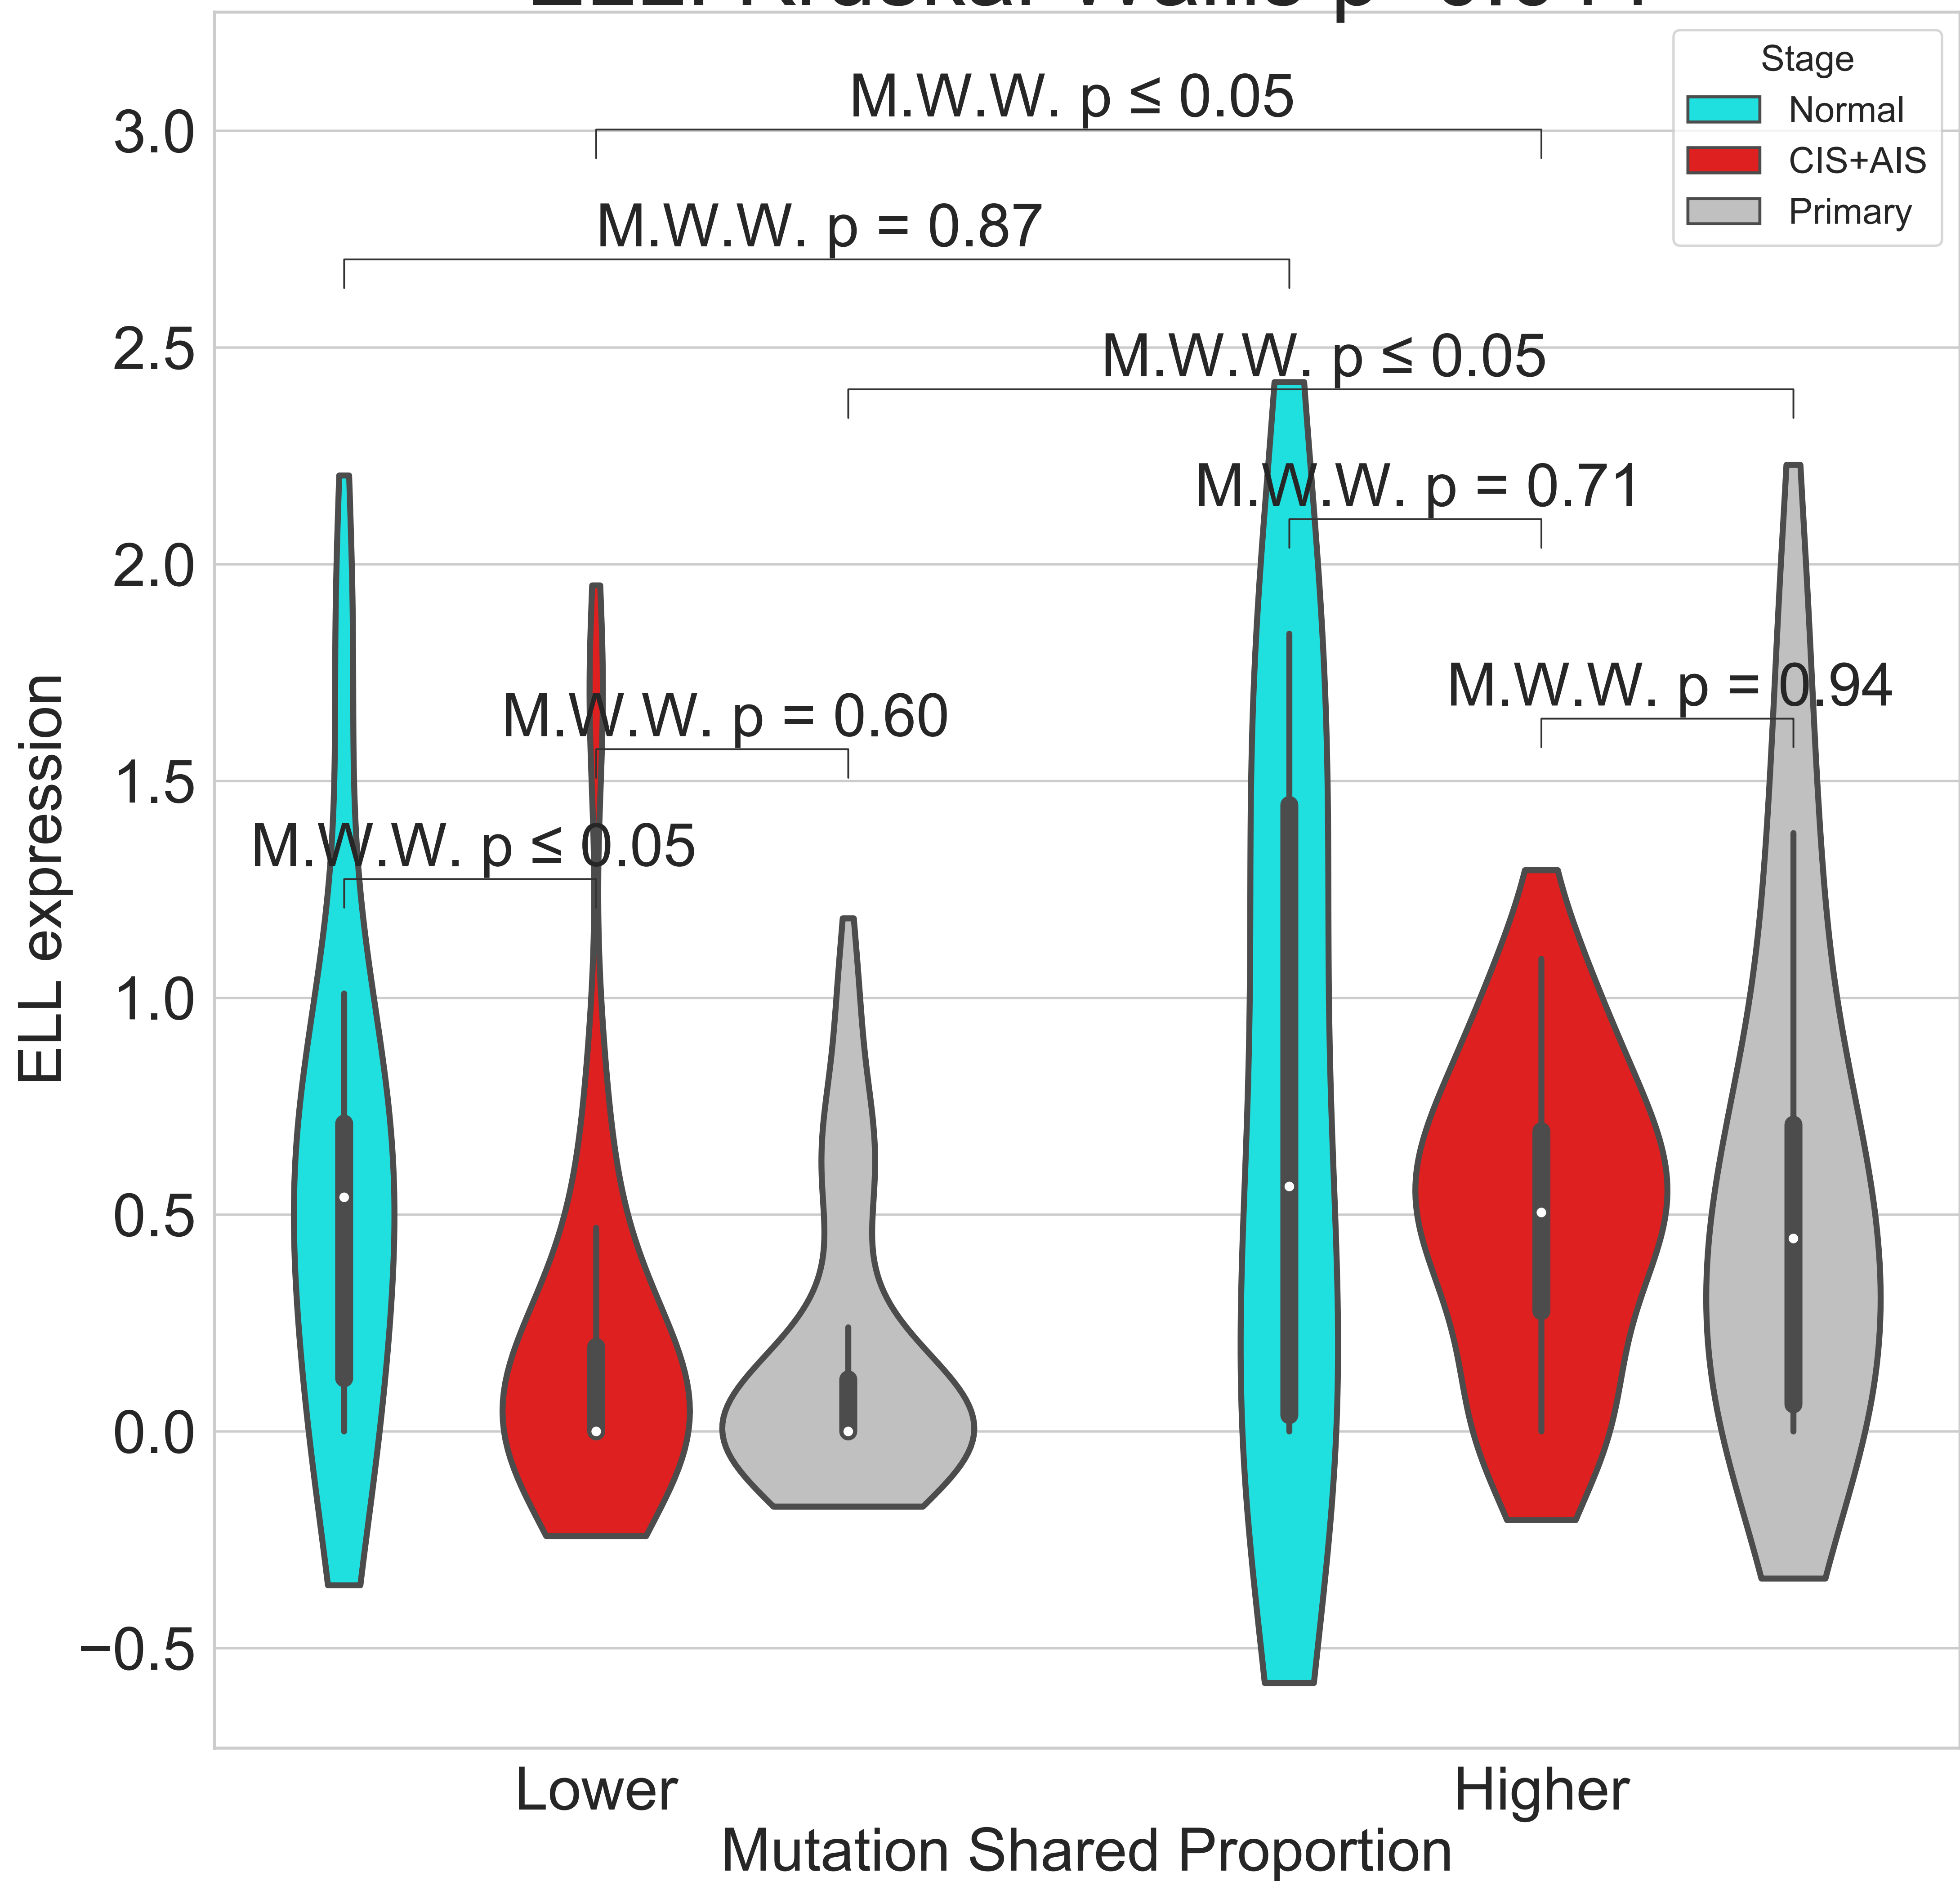 Stage
Normal
CIS+AIS
Primary
M.W.W. p ≤ 0.05
M.W.W. p = 0.87
M.W.W. p ≤ 0.05
M.W.W. p = 0.71
M.W.W. p = 0.94
M.W.W. p = 0.60
M.W.W. p ≤ 0.05
3.0
2.5
2.0
1.5
1.0
0.5
0.0
−0.5
ELL expression
Lower
Higher
Mutation Shared Proportion